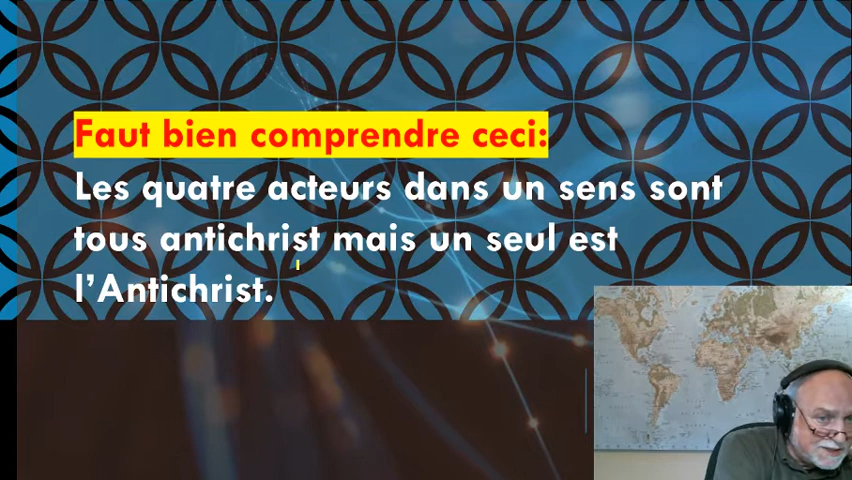 Faut bien comprendre ceci:
Les quatre acteurs dans un sens sont
tous antichrist mais un seul est
l’Antichrist.